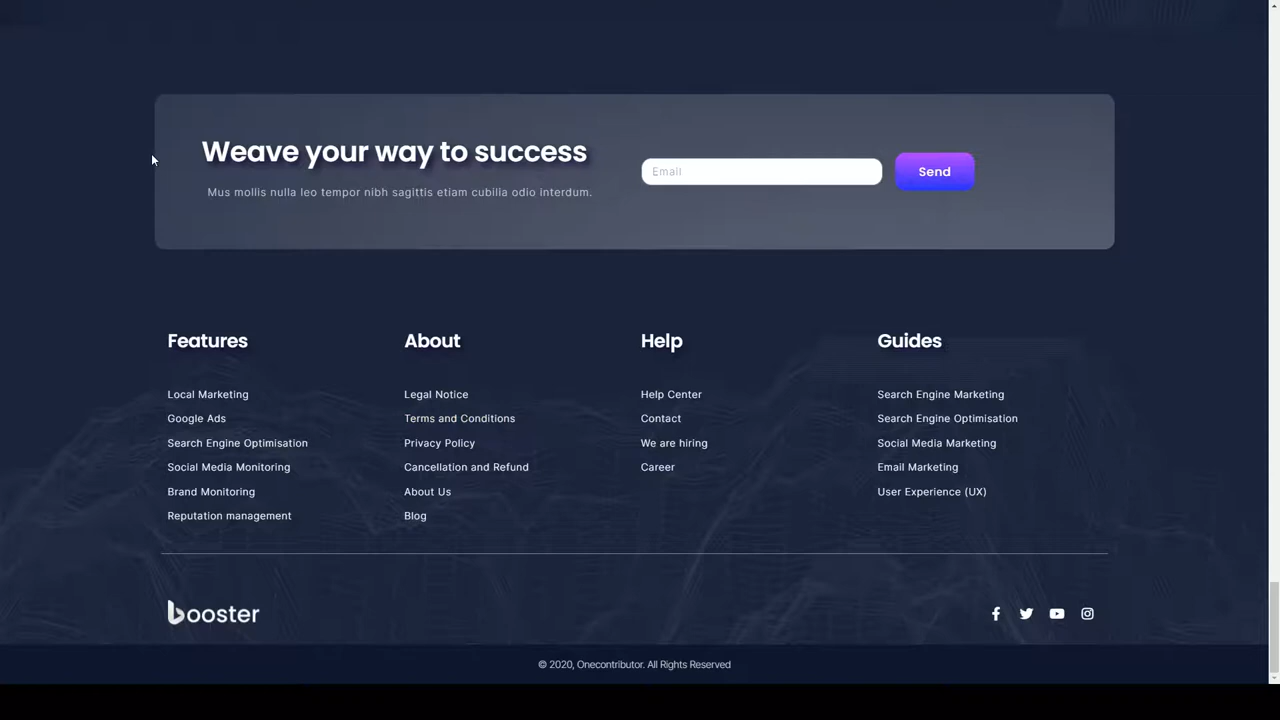 Weave your way to success
Mus mollis nulla leo tempor nibh sagittis etiam cubilia odio interdum.
Email
Send
Features
Local Marketing
Google Ads
Search Engine Optimisation
Social Media Monitoring
Brand Monitoring
Reputation management
About
Legal Notice
Terms and Conditions
Privacy Policy
Cancellation and Refund
About Us
Blog
Help
Help Center
Contact
We are hiring
Career
Guides
Search Engine Marketing
Search Engine Optimisation
Social Media Marketing
Email Marketing
User Experience (UX)
booster
© 2020, Onecontributor. All Rights Reserved